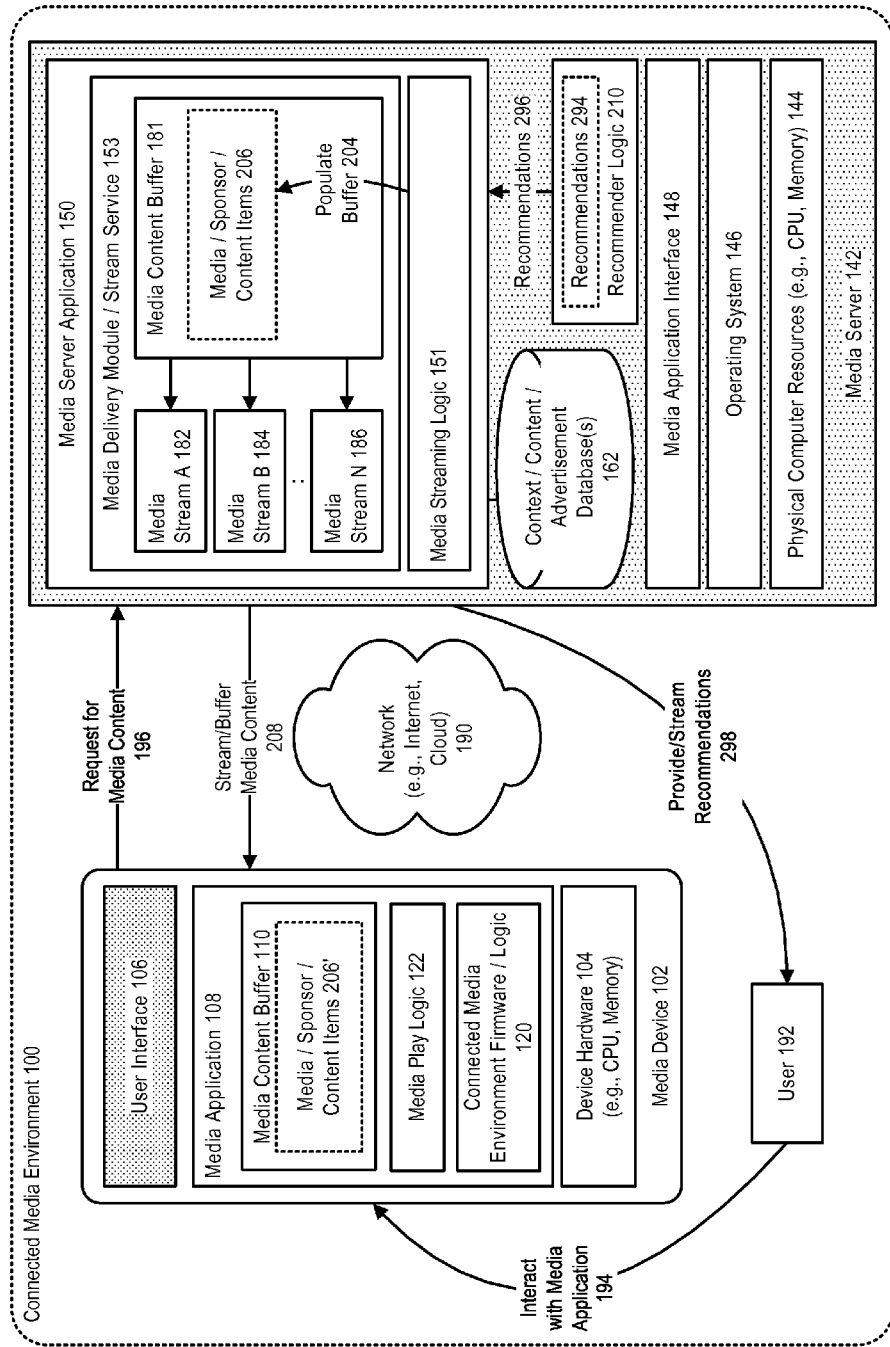 Connected Media Environment 100
User Interface 106
Media Application 108
Media Content Buffer 110
Media / Sponsor /
Content Items 206'
Media Play Logic 122
Connected Media
Environment Firmware / Logic
120
Device Hardware 104
(e.g., CPU, Memory)
Media Device 102
Interact
with Media
Application
194
User 192
Request for
Media Content
196
Stream/Buffer
Media Content
208
Network
(e.g., Internet,
Cloud)
190
Provide/Stream
Recommendations
298
Media Server Application 150
Media Delivery Module / Stream Service 153
Media Content Buffer 181
Media / Sponsor /
Content Items 206
Populate
Buffer 204
Media
Stream A 182
Media
Stream B 184
:
Media
Stream N 186
Media Streaming Logic 151
Context / Content /
Advertisement
Database(s)
162
Recommendations 296
Recommendations 294
Recommender Logic 210
Media Application Interface 148
Operating System 146
Physical Computer Resources (e.g., CPU, Memory) 144
Media Server 142